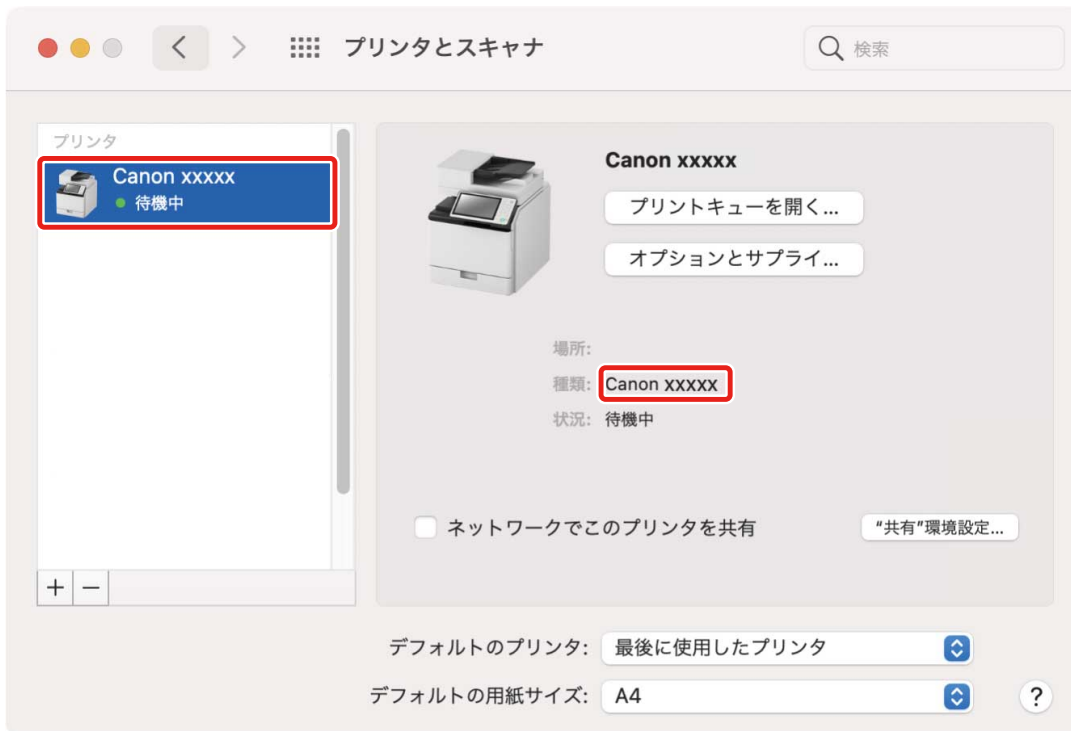 プリンタとスキャナ
検索
プリンタ
Canon xxxxx
待機中
Canon xxxxx
プリントキューを開く...
オプションとサプライ...
場所:
種類: Canon xxxxx
状況: 待機中
ネットワークでこのプリンタを共有
“共有”環境設定...
+ −
デフォルトのプリンタ: 最後に使用したプリンタ
デフォルトの用紙サイズ: A4
?